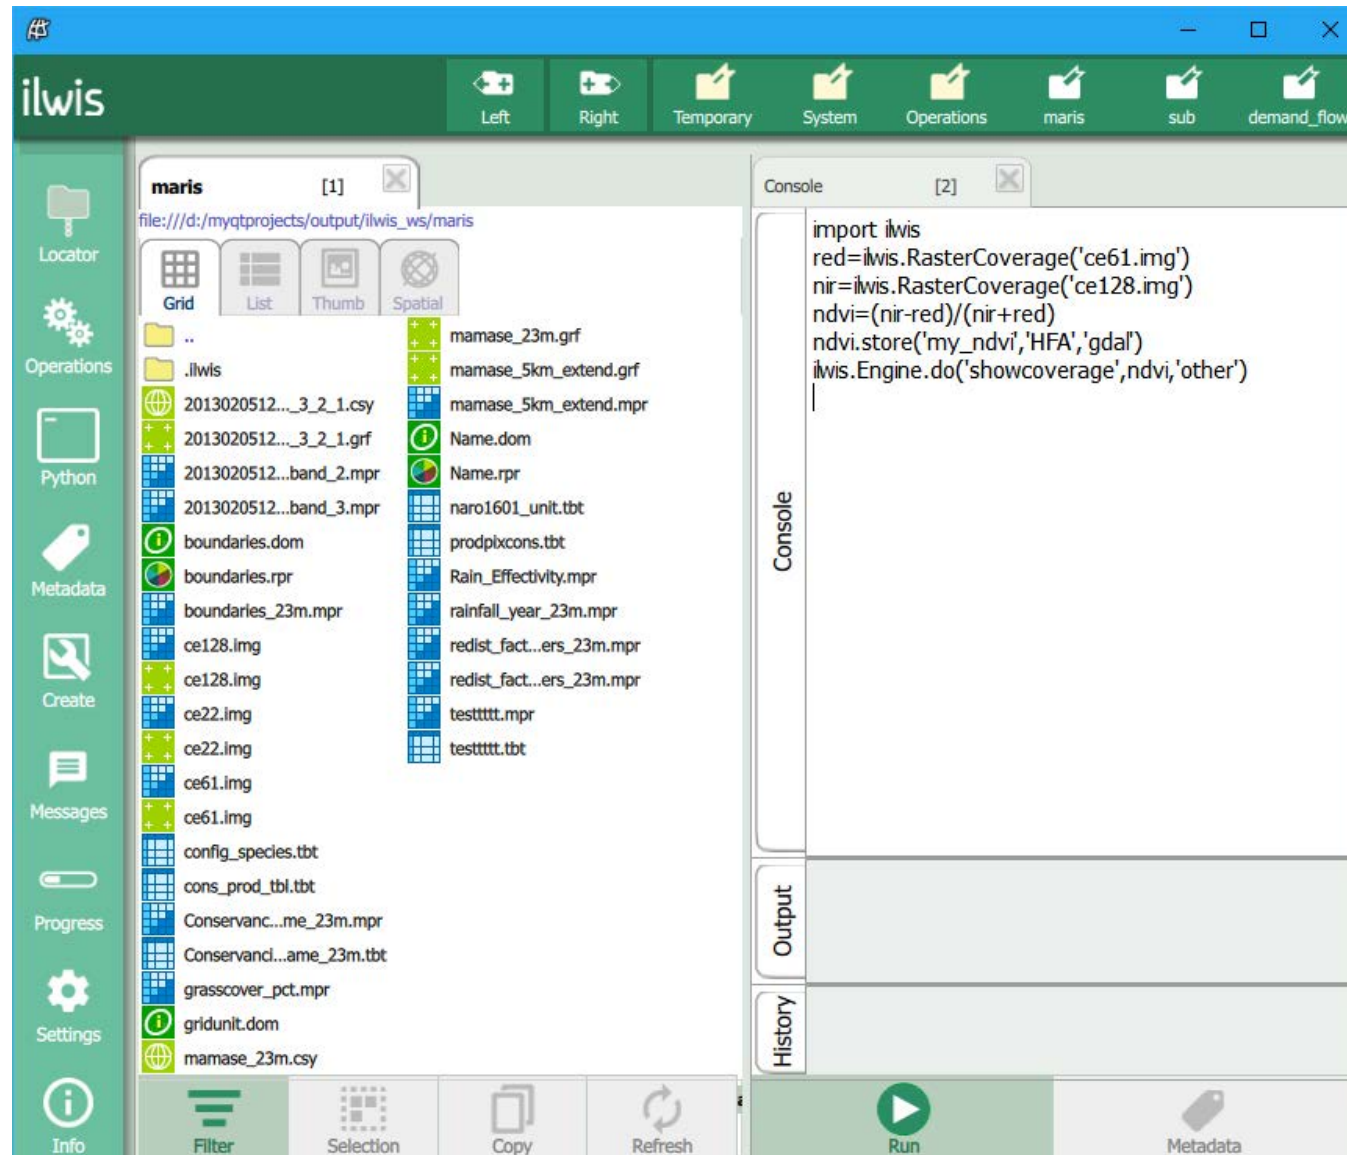 ilwis
Left
Right
Temporary
System
Operations
maris
sub
demand_flow
Locator
Operations
Python
Metadata
Create
Messages
Progress
Settings
Info
maris [1]
file:///d:/myqtprojects/output/ilwis_ws/maris
Grid
List
Thumb
Spatial
..
.ilwis
2013020512..._3_2_1.csy
2013020512..._3_2_1.grf
2013020512...band_2.mpr
2013020512...band_3.mpr
boundaries.dom
boundaries.rpr
boundaries_23m.mpr
ce128.img
ce128.img
ce22.img
ce22.img
ce61.img
ce61.img
config_species.tbt
cons_prod_tbl.tbt
Conservanc...me_23m.mpr
Conservanci...ame_23m.tbt
grasscover_pct.mpr
gridunit.dom
mamase_23m.csy
mamase_23m.grf
mamase_5km_extend.grf
mamase_5km_extend.mpr
Name.dom
Name.rpr
naro1601_unit.tbt
prodpixcons.tbt
Rain_Effectivity.mpr
rainfall_year_23m.mpr
redist_fact...ers_23m.mpr
redist_fact...ers_23m.mpr
testtttt.mpr
testtttt.tbt
Filter
Selection
Copy
Refresh
Console [2]
Console
import ilwis
red=ilwis.RasterCoverage('ce61.img')
nir=ilwis.RasterCoverage('ce128.img')
ndvi=(nir-red)/(nir+red)
ndvi.store('my_ndvi','HFA','gdal')
ilwis.Engine.do('showcoverage',ndvi,'other')
Output
History
Run
Metadata